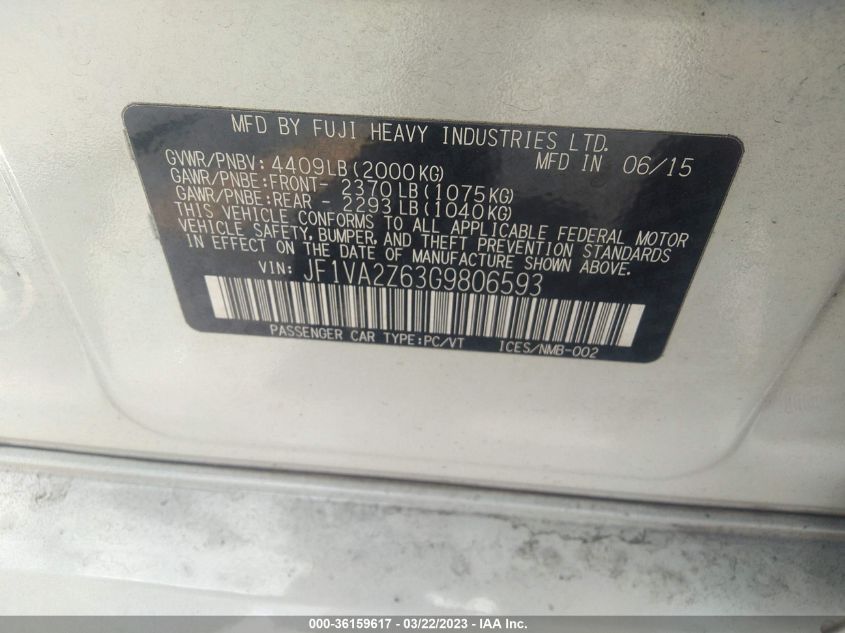 MFD BY FUJI HEAVY INDUSTRIES LTD.
GVWR/PNBV: 4409LB(2000KG) MFD IN 06/15
GAWR/PNBE:FRONT- 2370LB(1075KG)
GAWR/PNBE:REAR - 2293LB(1040KG)
THIS VEHICLE CONFORMS TO ALL APPLICABLE FEDERAL MOTOR
VEHICLE SAFETY, BUMPER, AND THEFT PREVENTION STANDARDS
IN EFFECT ON THE DATE OF MANUFACTURE SHOWN ABOVE.
VIN: JF1VA2Z63G9806593
PASSENGER CAR TYPE:PC/VT ICES/NMB-002
000-36159617 - 03/22/2023 - IAA Inc.